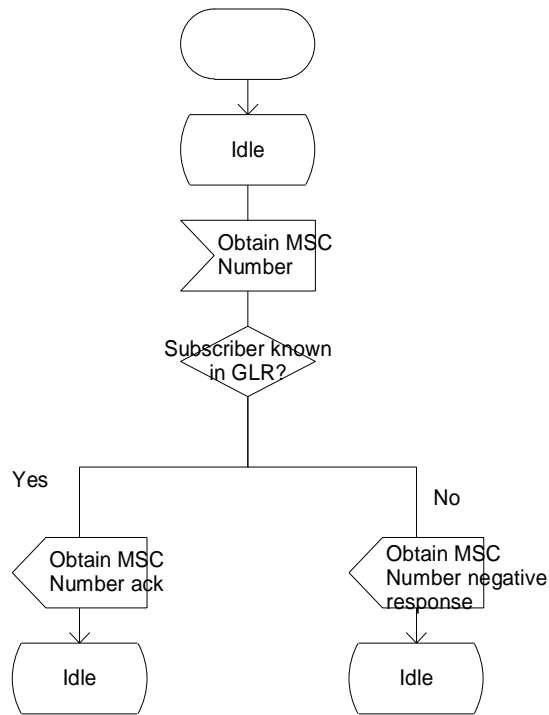 Idle
Obtain MSC
Number
Subscriber known
in GLR?
Yes
No
Obtain MSC
Number ack
Obtain MSC
Number negative
response
Idle
Idle